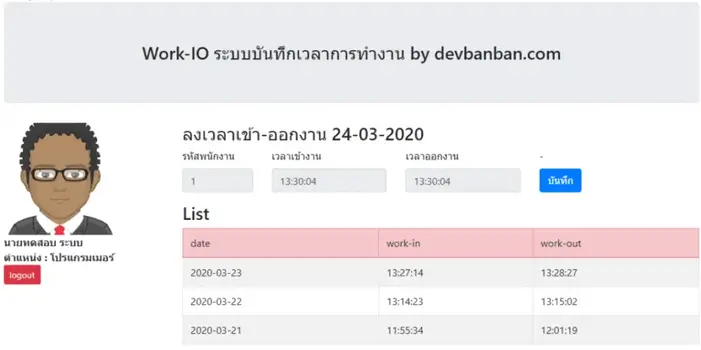 Work-IO ระบบบันทึกเวลาการทำงาน by devbanban.com
ลงเวลาเข้า-ออกงาน 24-03-2020
รหัสพนักงาน เวลาเข้างาน เวลาออกงาน -
1 13:30:04 13:30:04 บันทึก
นายทดสอบ ระบบ
ตำแหน่ง : โปรแกรมเมอร์
logout
List
date work-in work-out
2020-03-23 13:27:14 13:28:27
2020-03-22 13:14:23 13:15:02
2020-03-21 11:55:34 12:01:19